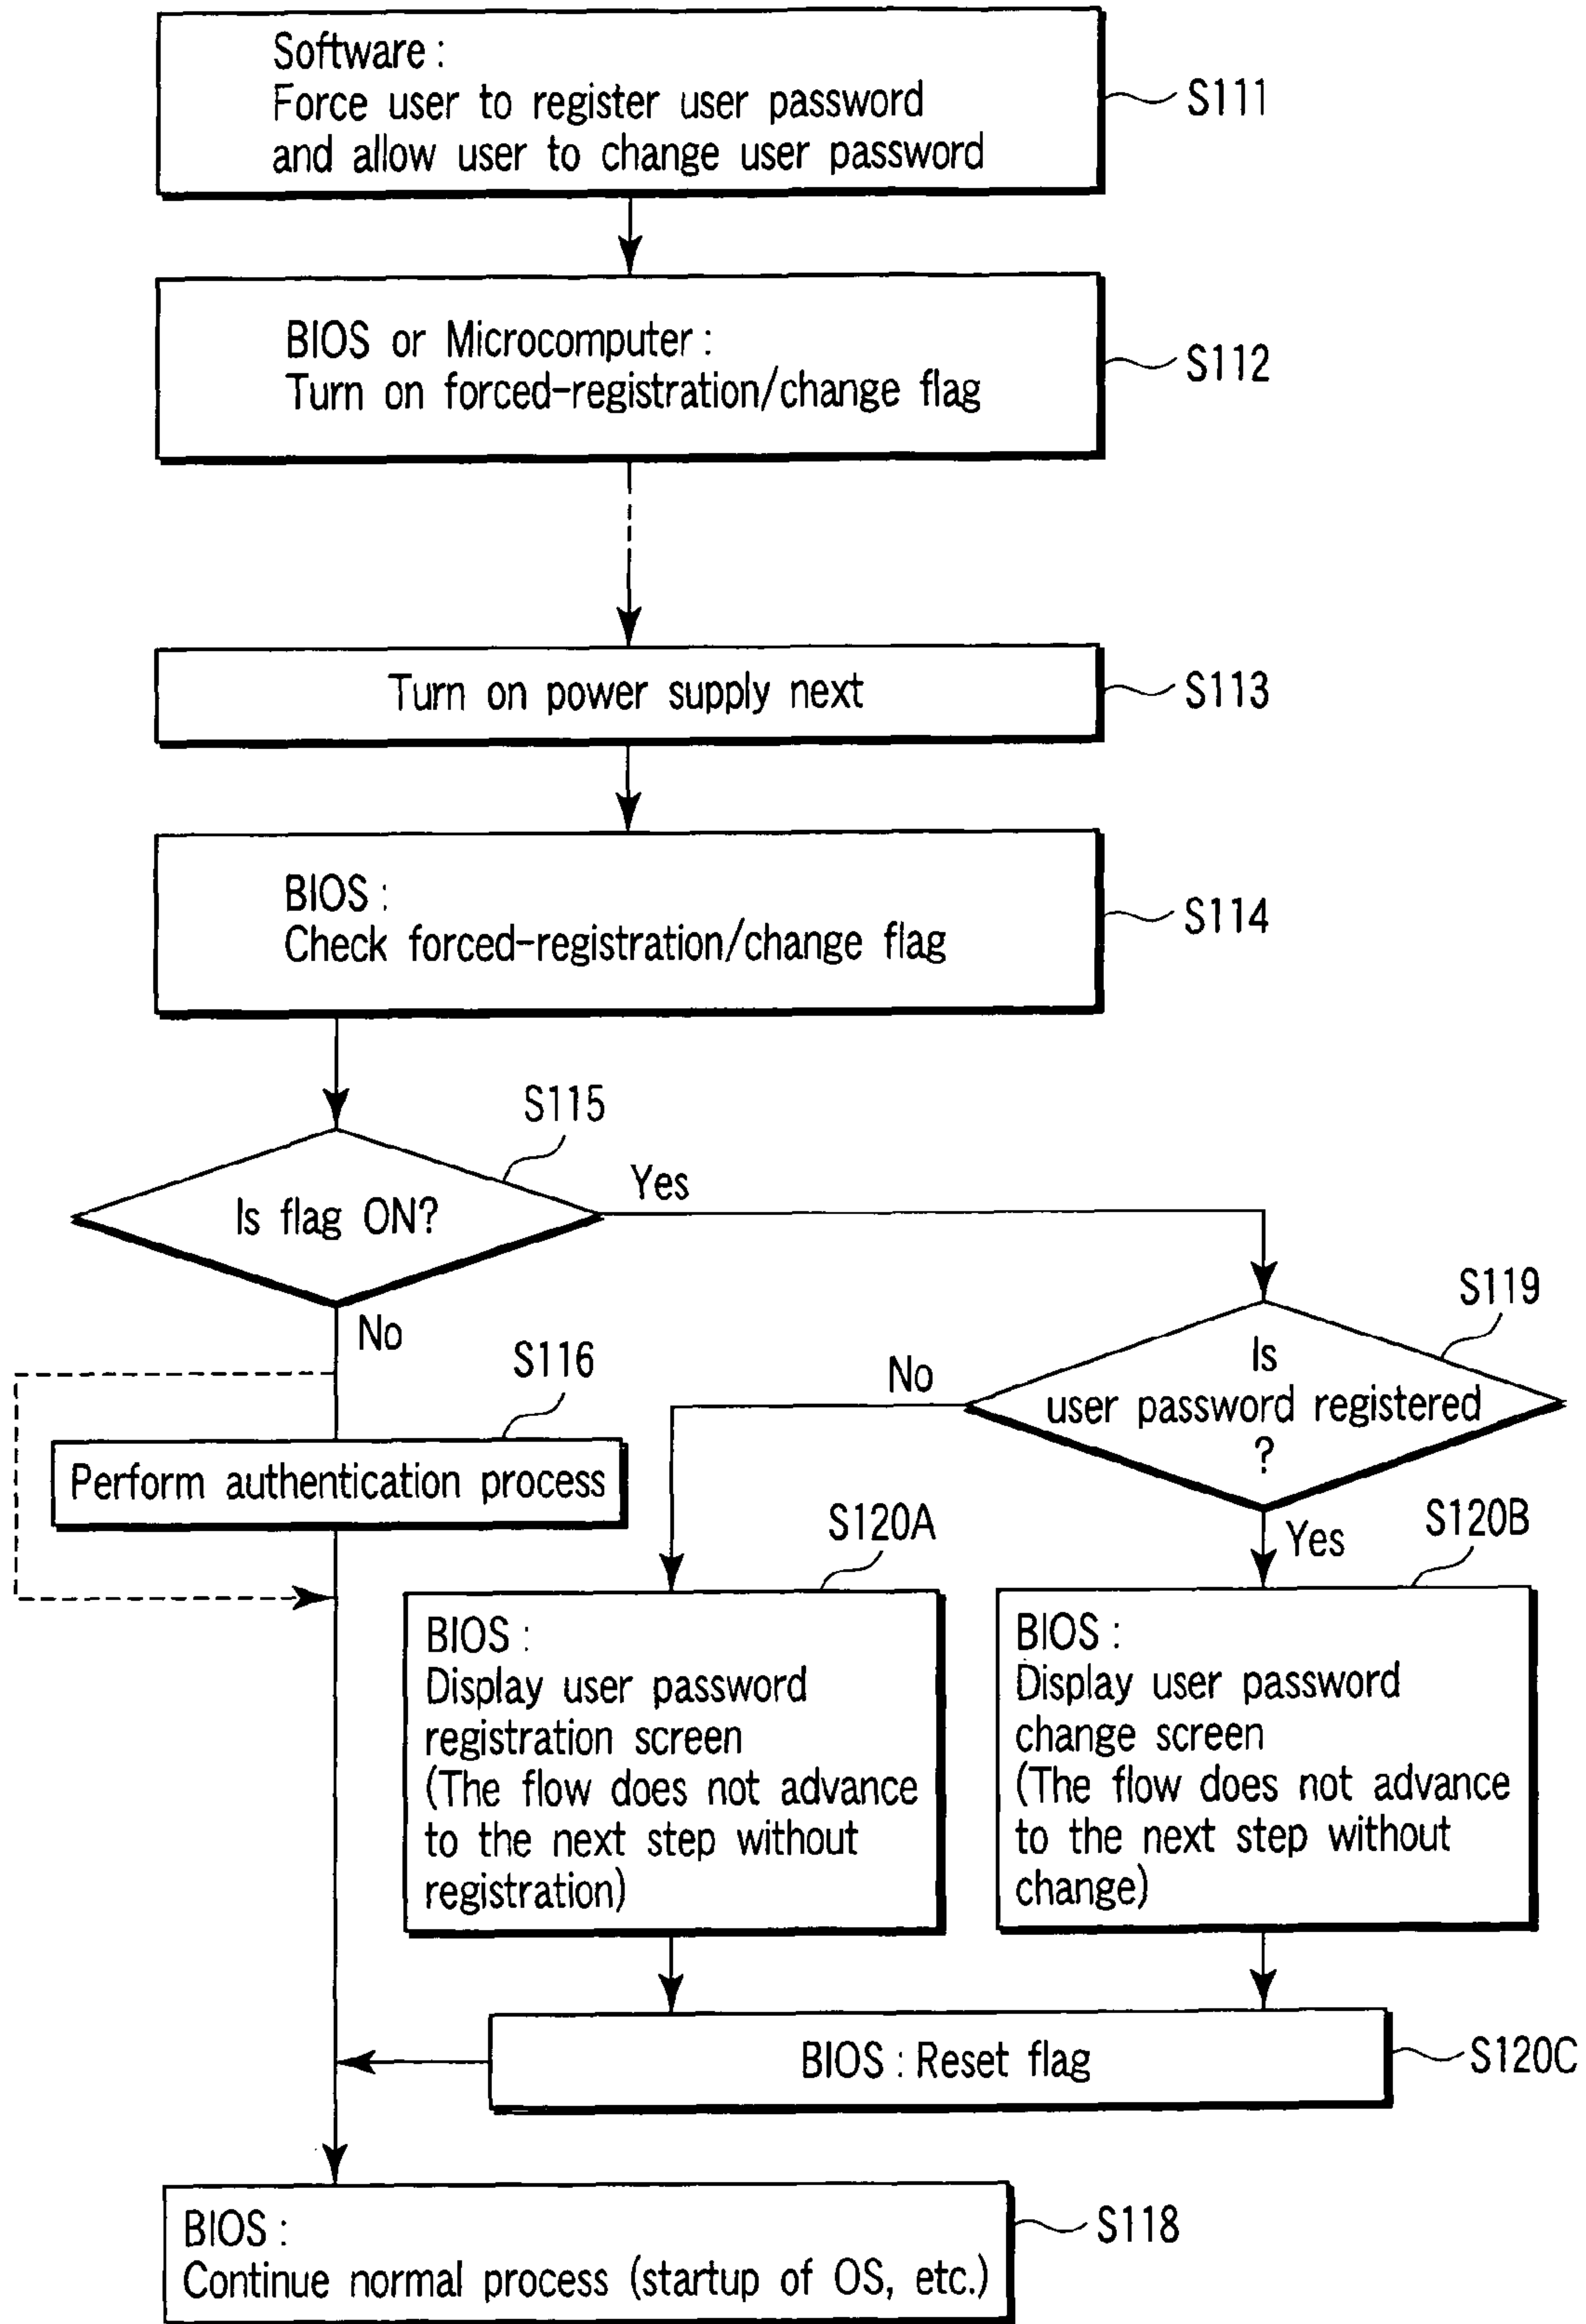 Software :
Force user to register user password
and allow user to change user password
S111
BIOS or Microcomputer :
Turn on forced-registration/change flag
S112
Turn on power supply next
S113
BIOS :
Check forced-registration/change flag
S114
S115
Is flag ON?
Yes
No
S119
Is
user password registered
?
No
Yes
S116
Perform authentication process
S120A
BIOS :
Display user password
registration screen
(The flow does not advance
to the next step without
registration)
S120B
BIOS :
Display user password
change screen
(The flow does not advance
to the next step without
change)
BIOS : Reset flag
S120C
BIOS :
Continue normal process (startup of OS, etc.)
S118